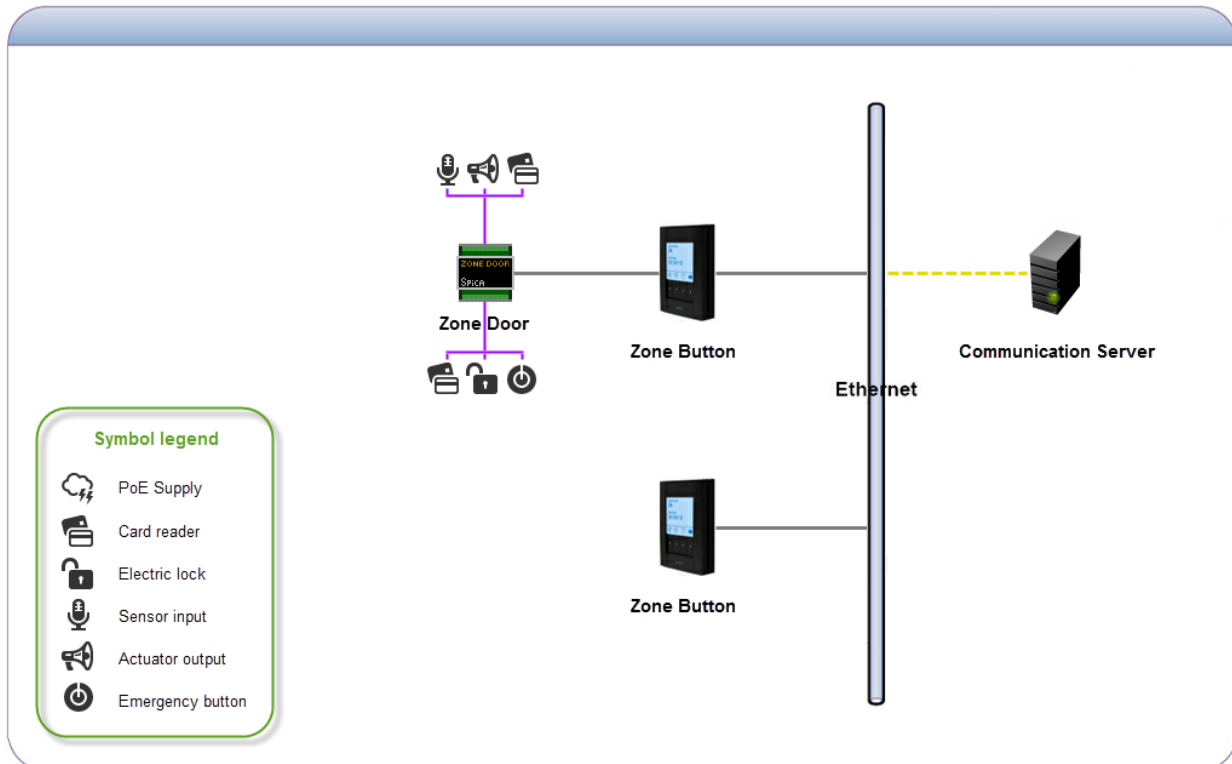 ZONE DOOR
SPICA
Zone Door
Zone Button
Communication Server
Ethernet
Symbol legend
PoE Supply
Card reader
Electric lock
Sensor input
Actuator output
Emergency button
Zone Button